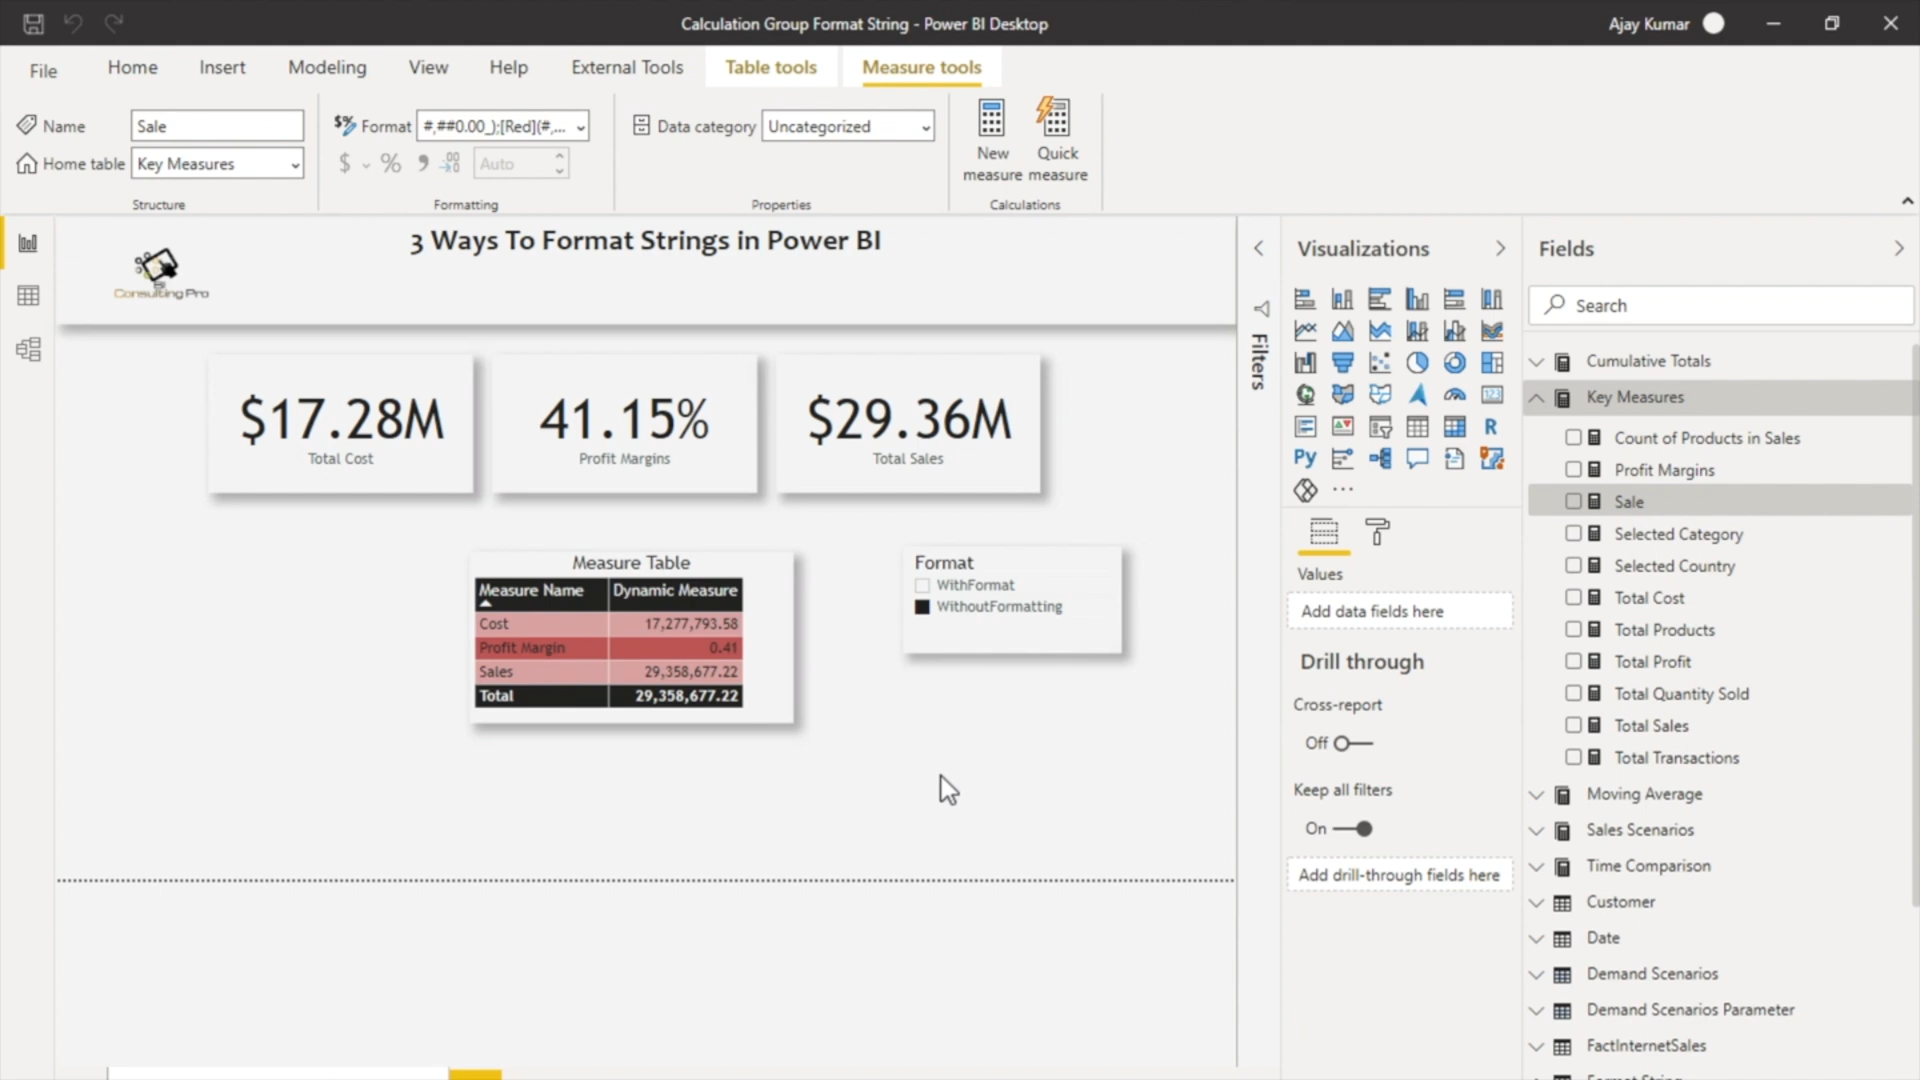 Calculation Group Format String - Power BI Desktop
Ajay Kumar
File
Home
Insert
Modeling
View
Help
External Tools
Table tools
Measure tools
Name
Sale
Home table
Key Measures
Structure
Format
#,##0.00_);[Red](#,...
$
%
Auto
Formatting
Data category
Uncategorized
Properties
New
measure
Quick
measure
Calculations
3 Ways To Format Strings in Power BI
Consulting Pro
$17.28M
Total Cost
41.15%
Profit Margins
$29.36M
Total Sales
Measure Table
Measure Name Dynamic Measure
Cost 17,277,793.58
Profit Margin 0.41
Sales 29,358,677.22
Total 29,358,677.22
Format
WithFormat
WithoutFormatting
Filters
Visualizations
123
R
Py
...
Values
Add data fields here
Drill through
Cross-report
Off
Keep all filters
On
Add drill-through fields here
Fields
Search
Cumulative Totals
Key Measures
Count of Products in Sales
Profit Margins
Sale
Selected Category
Selected Country
Total Cost
Total Products
Total Profit
Total Quantity Sold
Total Sales
Total Transactions
Moving Average
Sales Scenarios
Time Comparison
Customer
Date
Demand Scenarios
Demand Scenarios Parameter
FactInternetSales